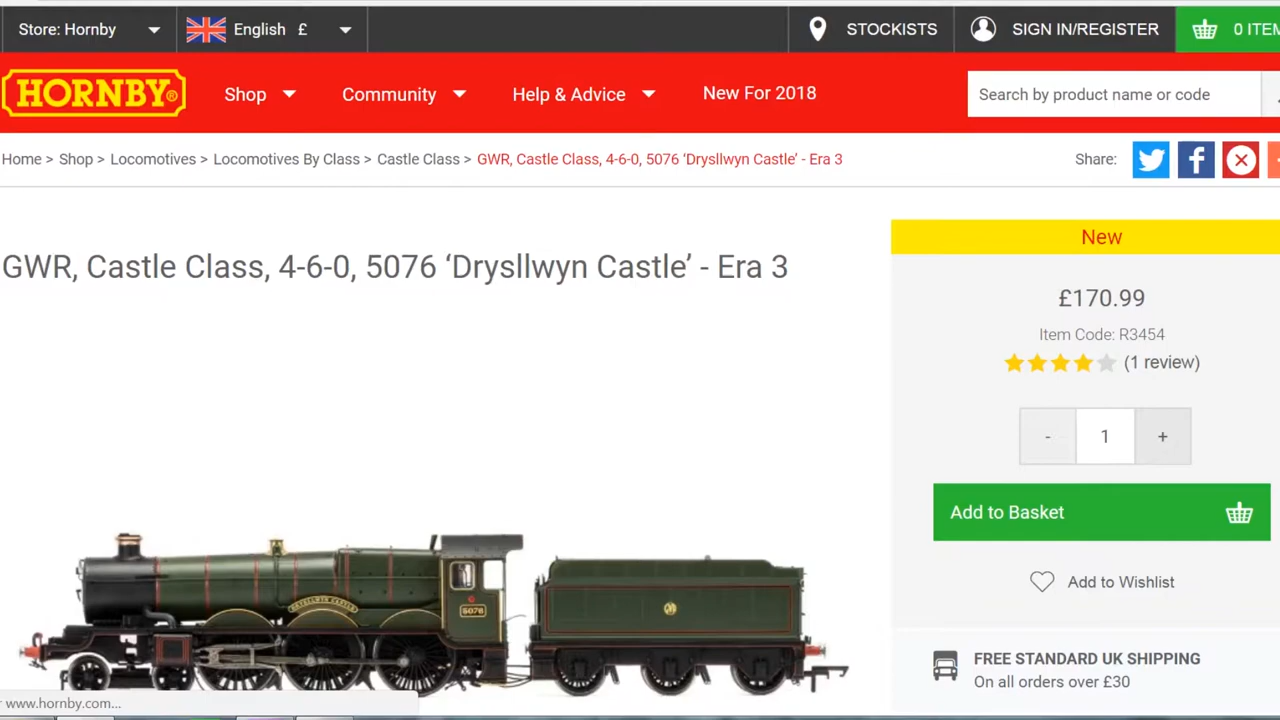 Store: Hornby
English £
STOCKISTS
SIGN IN/REGISTER
0 ITEM
HORNBY®
Shop
Community
Help & Advice
New For 2018
Search by product name or code
Home > Shop > Locomotives > Locomotives By Class > Castle Class > GWR, Castle Class, 4-6-0, 5076 ‘Drysllwyn Castle’ - Era 3
Share:
GWR, Castle Class, 4-6-0, 5076 ‘Drysllwyn Castle’ - Era 3
New
£170.99
Item Code: R3454
(1 review)
- 1 +
Add to Basket
Add to Wishlist
FREE STANDARD UK SHIPPING
On all orders over £30
DRYSLLWYN CASTLE
5076
www.hornby.com...